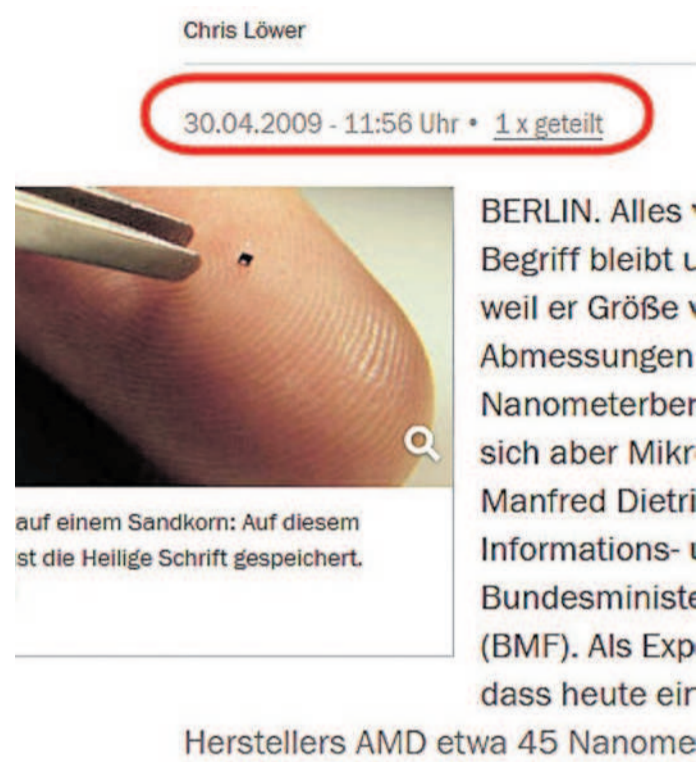 Chris Löwer
30.04.2009 - 11:56 Uhr • 1 x geteilt
auf einem Sandkorn: Auf diesem
st die Heilige Schrift gespeichert.
BERLIN. Alles
Begriff bleibt
weil er Größe
Abmessungen
Nanometerber
sich aber Mikr
Manfred Dietri
Informations-
Bundesministe
(BMF). Als Exp
dass heute ein
Herstellers AMD etwa 45 Nanome